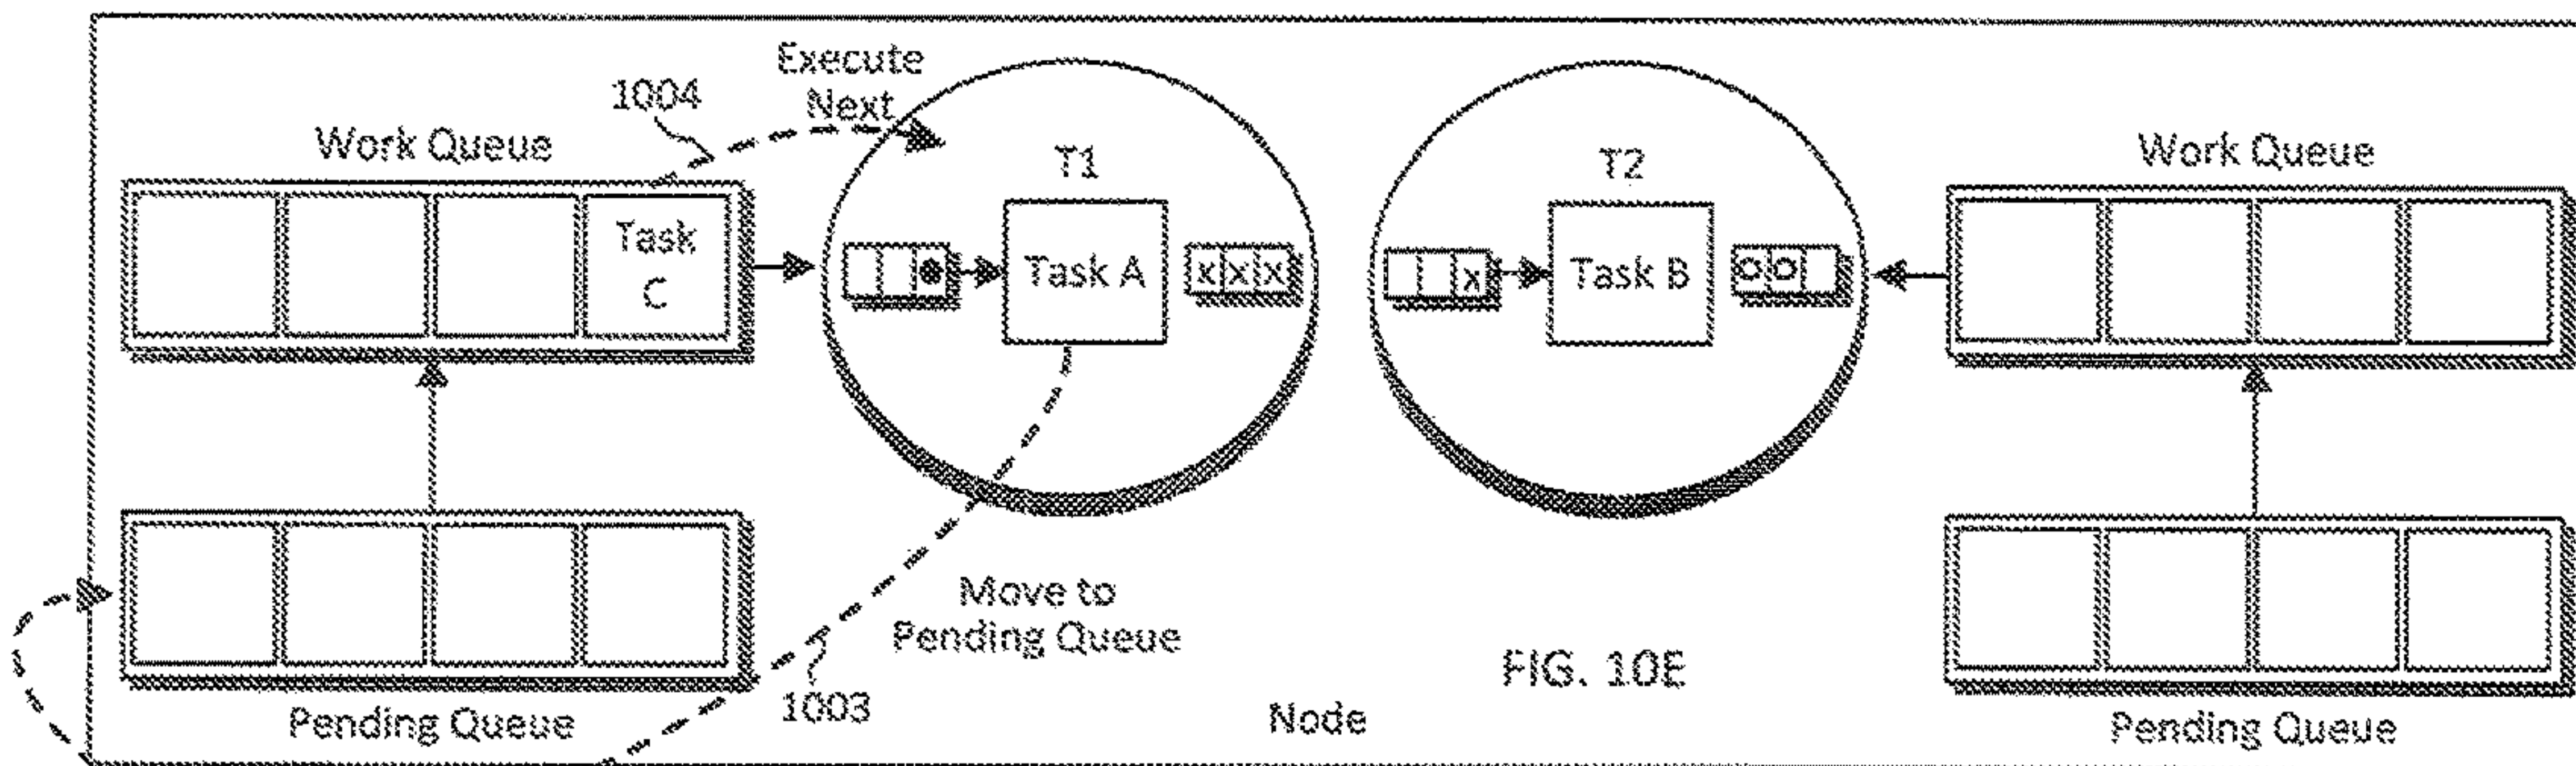 Execute
Next
1004
Work Queue
T1
T2
Work Queue
Task
C
Task A
x x x
x
Task B
O O
Move to
Pending Queue
1003
FIG. 10E
Pending Queue
Node
Pending Queue